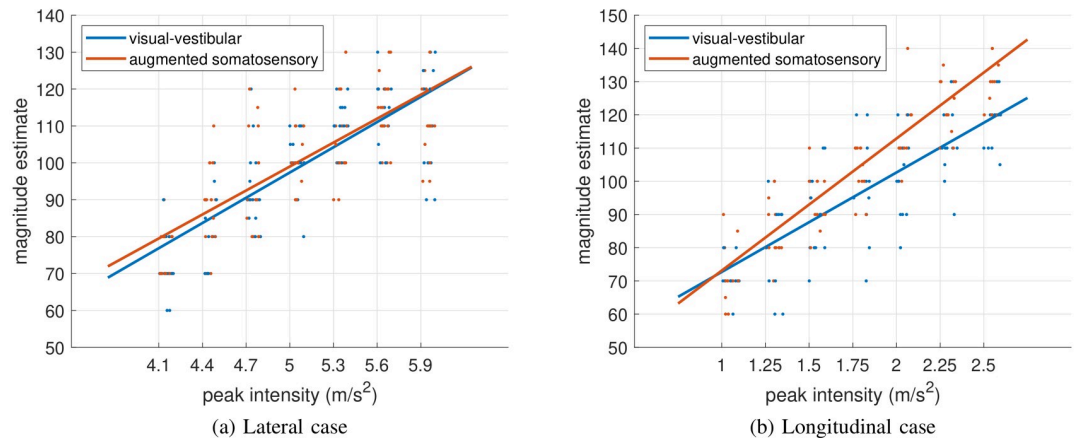 140
130
120
110
100
90
80
70
60
50
magnitude estimate
visual-vestibular
augmented somatosensory
4.1 4.4 4.7 5 5.3 5.6 5.9
peak intensity (m/s²)
(a) Lateral case
150
140
130
120
110
100
90
80
70
60
50
magnitude estimate
visual-vestibular
augmented somatosensory
1 1.25 1.5 1.75 2 2.25 2.5
peak intensity (m/s²)
(b) Longitudinal case